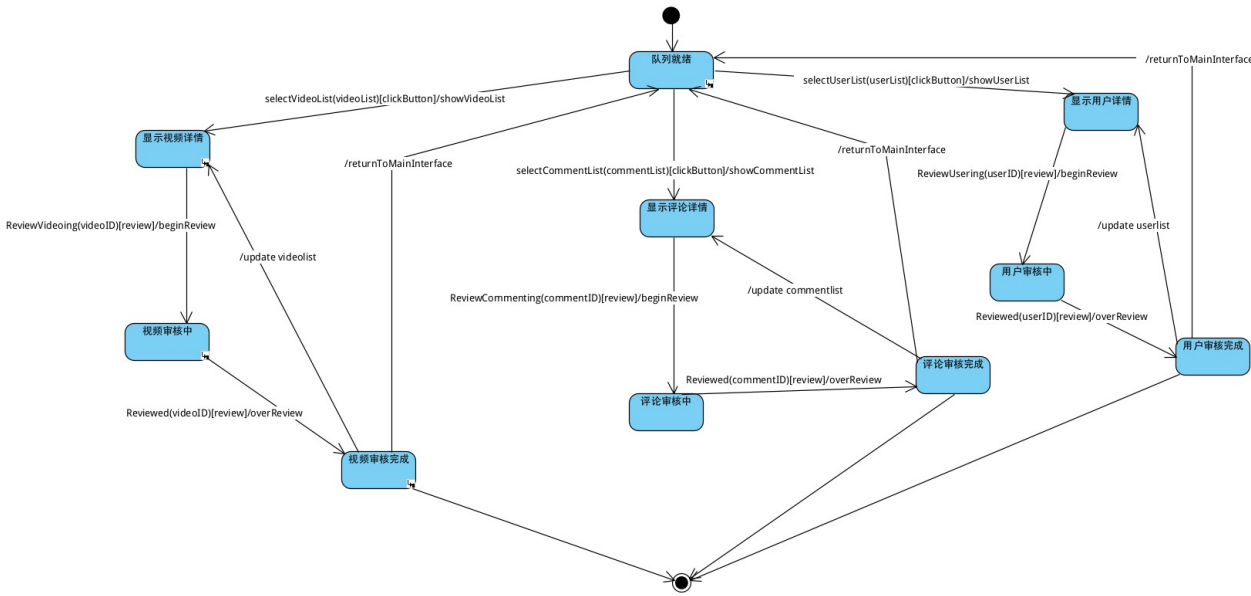 队列就绪
/returnToMainInterface
selectUserList(userList)[clickButton]/showUserList
selectVideoList(videoList)[clickButton]/showVideoList
显示用户详情
显示视频详情
/returnToMainInterface
/returnToMainInterface
selectCommentList(commentList)[clickButton]/showCommentList
ReviewUsering(userID)[review]/beginReview
显示评论详情
ReviewVideoing(videoID)[review]/beginReview
/update userlist
/update videolist
用户审核中
/update commentlist
ReviewCommenting(commentID)[review]/beginReview
Reviewed(userID)[review]/overReview
视频审核中
用户审核完成
评论审核完成
Reviewed(commentID)[review]/overReview
评论审核中
Reviewed(videoID)[review]/overReview
视频审核完成